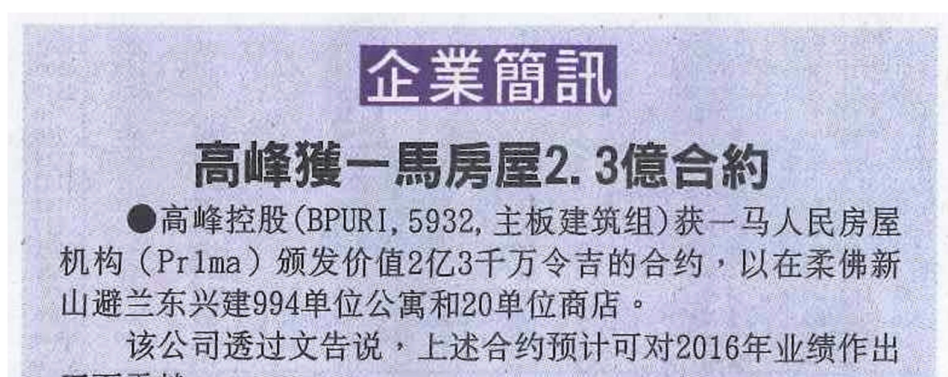 企業簡訊
高峰獲一馬房屋2.3億合約
●高峰控股(BPURI,5932,主板建筑组)获一马人民房屋
机构（Pr1ma）颁发价值2亿3千万令吉的合约，以在柔佛新
山避兰东兴建994单位公寓和20单位商店。
该公司透过文告说，上述合约预计可对2016年业绩作出